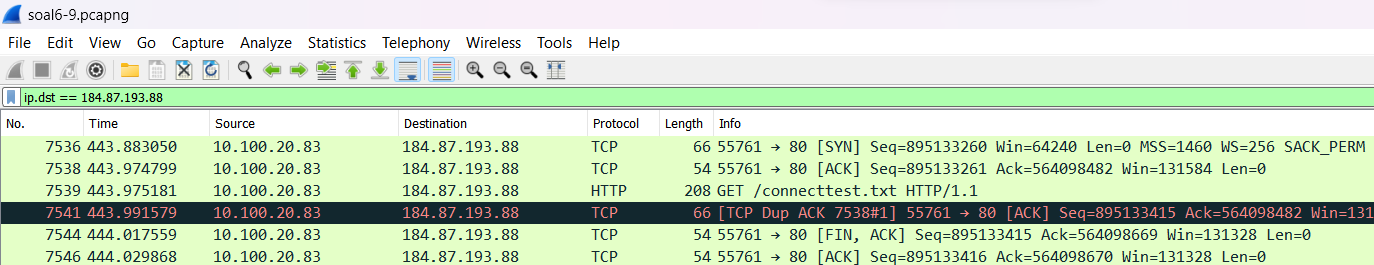 soal6-9.pcapng
File Edit View Go Capture Analyze Statistics Telephony Wireless Tools Help
ip.dst == 184.87.193.88
No. Time Source Destination Protocol Length Info
7536 443.883050 10.100.20.83 184.87.193.88 TCP 66 55761 → 80 [SYN] Seq=895133260 Win=64240 Len=0 MSS=1460 WS=256 SACK_PERM
7538 443.974799 10.100.20.83 184.87.193.88 TCP 54 55761 → 80 [ACK] Seq=895133261 Ack=564098482 Win=131584 Len=0
7539 443.975181 10.100.20.83 184.87.193.88 HTTP 208 GET /connecttest.txt HTTP/1.1
7541 443.991579 10.100.20.83 184.87.193.88 TCP 66 [TCP Dup ACK 7538#1] 55761 → 80 [ACK] Seq=895133415 Ack=564098482 Win=131
7544 444.017559 10.100.20.83 184.87.193.88 TCP 54 55761 → 80 [FIN, ACK] Seq=895133415 Ack=564098669 Win=131328 Len=0
7546 444.029868 10.100.20.83 184.87.193.88 TCP 54 55761 → 80 [ACK] Seq=895133416 Ack=564098670 Win=131328 Len=0